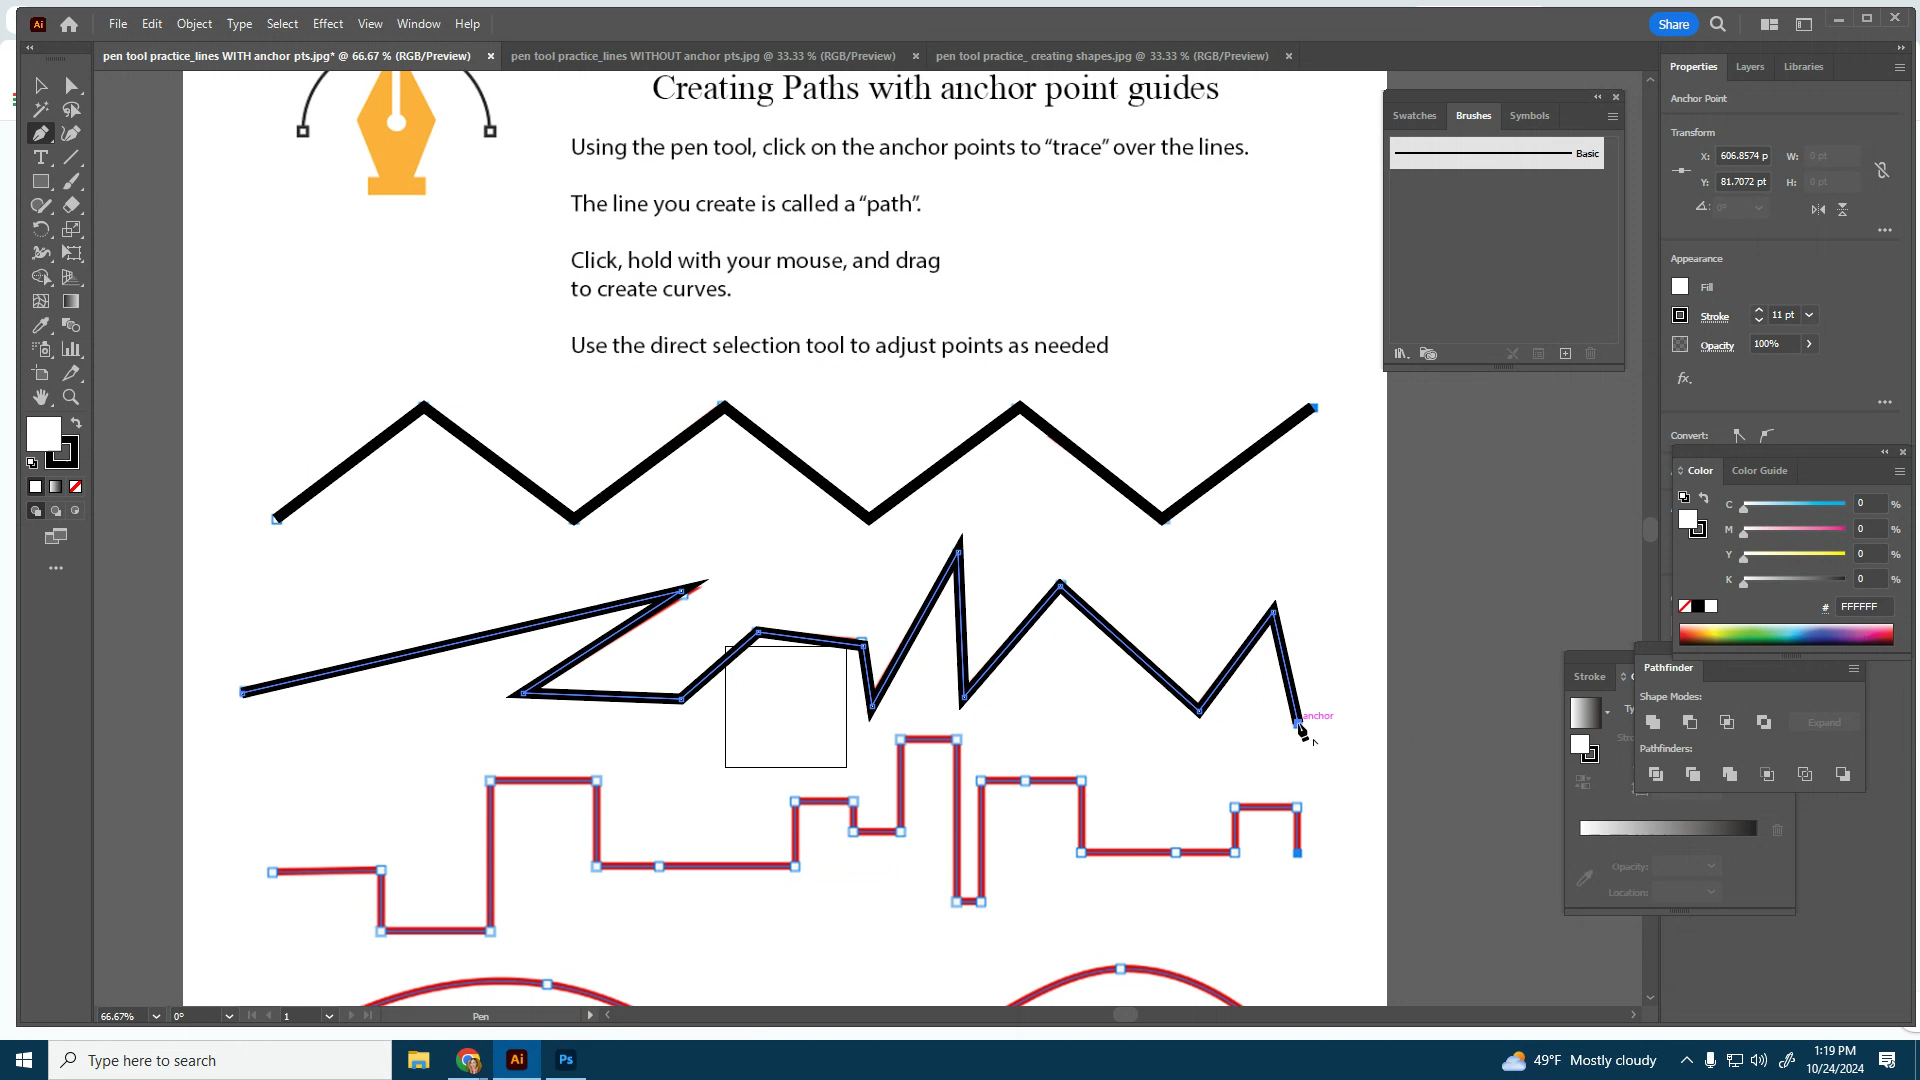 File Edit Object Type Select Effect View Window Help
Share
pen tool practice_lines WITH anchor pts.jpg* @ 66.67 % (RGB/Preview)
pen tool practice_lines WITHOUT anchor pts.jpg @ 33.33 % (RGB/Preview)
pen tool practice_ creating shapes.jpg @ 33.33 % (RGB/Preview)
Creating Paths with anchor point guides
Using the pen tool, click on the anchor points to “trace” over the lines.
The line you create is called a “path”.
Click, hold with your mouse, and drag
to create curves.
Use the direct selection tool to adjust points as needed
anchor
Swatches Brushes Symbols
Basic
Properties Layers Libraries
Anchor Point
Transform
X: 606.8574 p W: 0 pt
Y: 81.7072 pt H: 0 pt
0°
Appearance
Fill
Stroke 11 pt
Opacity 100%
fx.
Convert:
Color Color Guide
C 0 %
M 0 %
Y 0 %
K 0 %
# FFFFFF
Stroke
Pathfinder
Shape Modes:
Expand
Pathfinders:
Opacity:
Location:
66.67% 0° 1 Pen
Type here to search
Ai
Ps
49°F Mostly cloudy
1:19 PM
10/24/2024